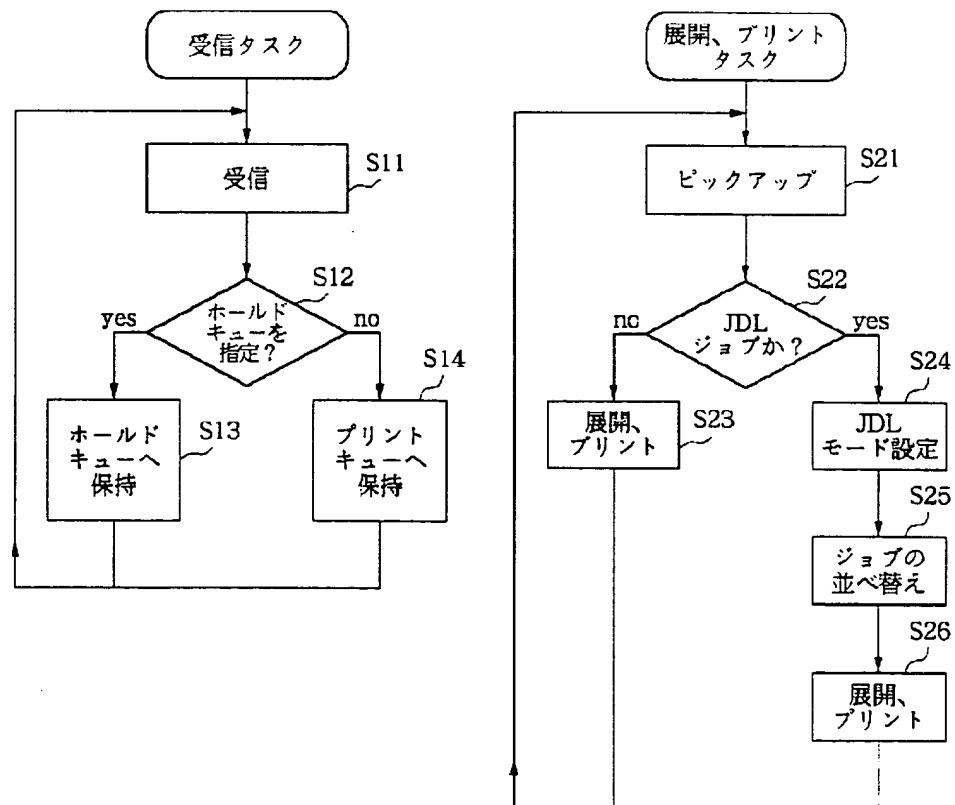 受信タスク
受信
S11
S12
ホールド
キューを
指定？
yes
no
S13
ホールド
キューへ
保持
S14
プリント
キューへ
保持
展開、プリント
タスク
ピックアップ
S21
S22
JDL
ジョブか？
no
yes
展開、
プリント
S23
S24
JDL
モード設定
S25
ジョブの
並べ替え
S26
展開、
プリント